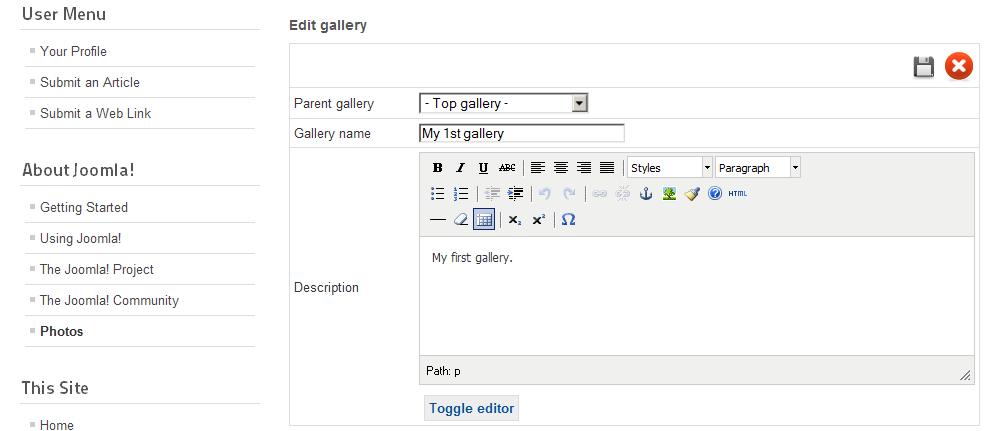 User Menu
Your Profile
Submit an Article
Submit a Web Link
About Joomla!
Getting Started
Using Joomla!
The Joomla! Project
The Joomla! Community
Photos
This Site
Home
Edit gallery
Parent gallery
- Top gallery -
Gallery name
My 1st gallery
Description
B I U ABC Styles Paragraph
HTML
x₂ x² Ω
My first gallery.
Path: p
Toggle editor